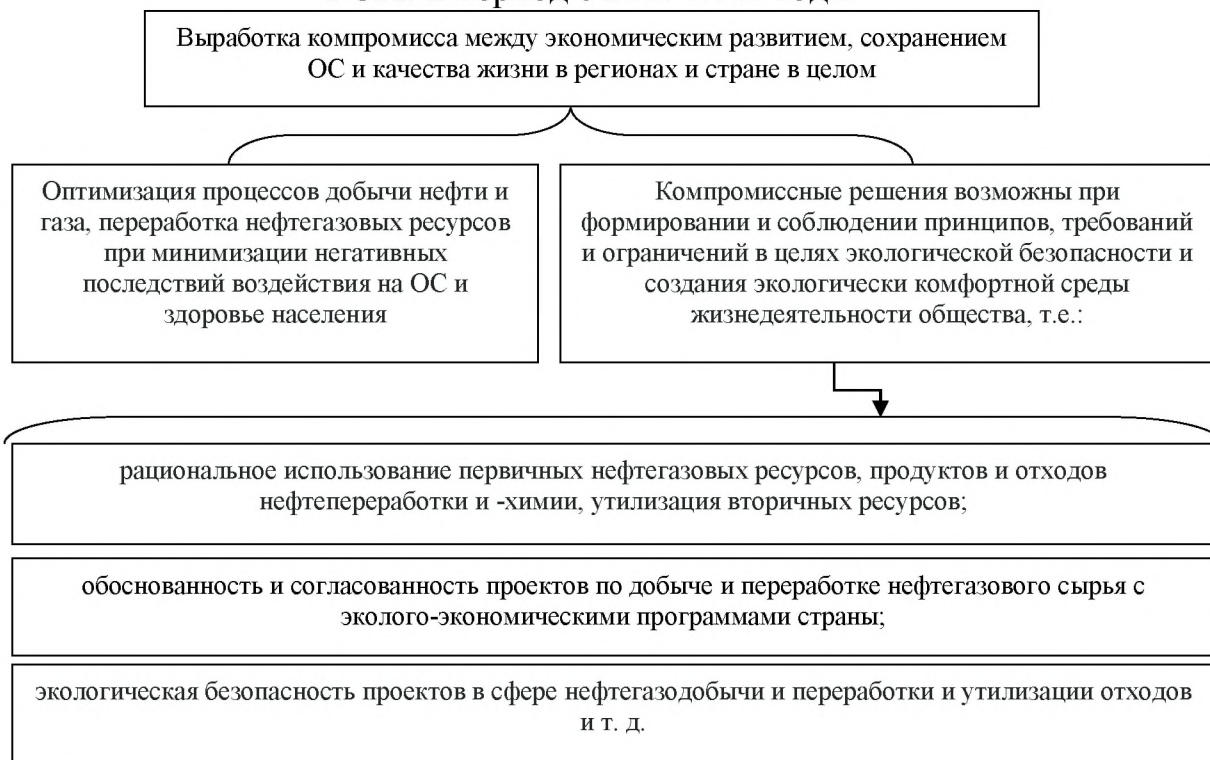 Выработка компромисса между экономическим развитием, сохранением
ОС и качества жизни в регионах и стране в целом
Оптимизация процессов добычи нефти и
газа, переработка нефтегазовых ресурсов
при минимизации негативных
последствий воздействия на ОС и
здоровье населения
Компромиссные решения возможны при
формировании и соблюдении принципов, требований
и ограничений в целях экологической безопасности и
создания экологически комфортной среды
жизнедеятельности общества, т.е.:
рациональное использование первичных нефтегазовых ресурсов, продуктов и отходов
нефтепереработки и -химии, утилизация вторичных ресурсов;
обоснованность и согласованность проектов по добыче и переработке нефтегазового сырья с
эколого-экономическими программами страны;
экологическая безопасность проектов в сфере нефтегазодобычи и переработки и утилизации отходов
и т. д.